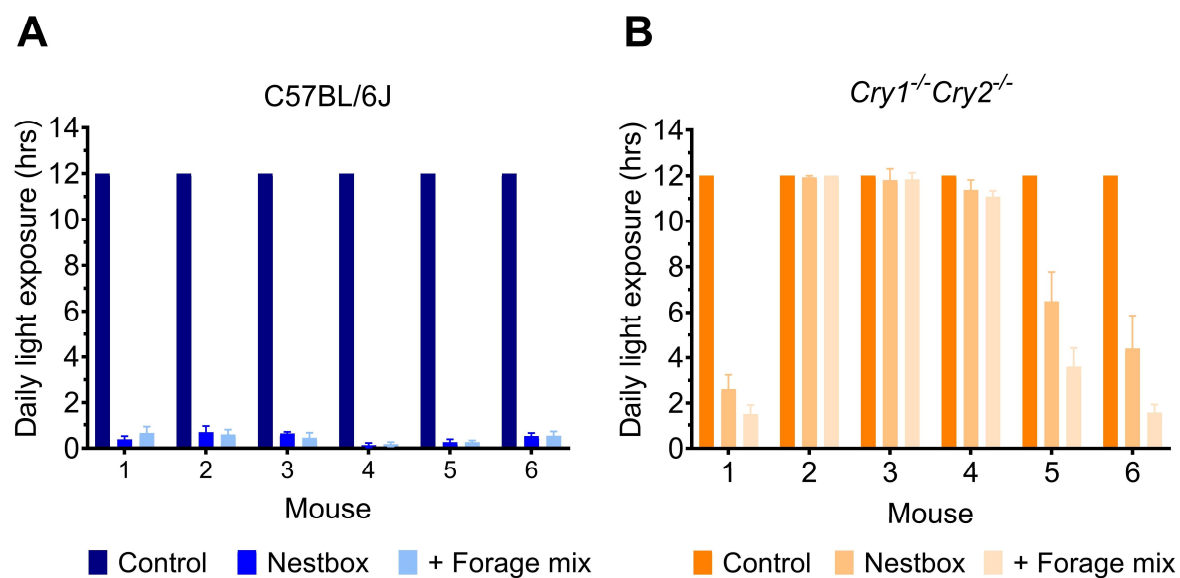 A
C57BL/6J
Daily light exposure (hrs)
14
12
10
8
6
4
2
0
1 2 3 4 5 6
Mouse
Control Nestbox + Forage mix
B
Cry1-/-Cry2-/-
Daily light exposure (hrs)
14
12
10
8
6
4
2
0
1 2 3 4 5 6
Mouse
Control Nestbox + Forage mix